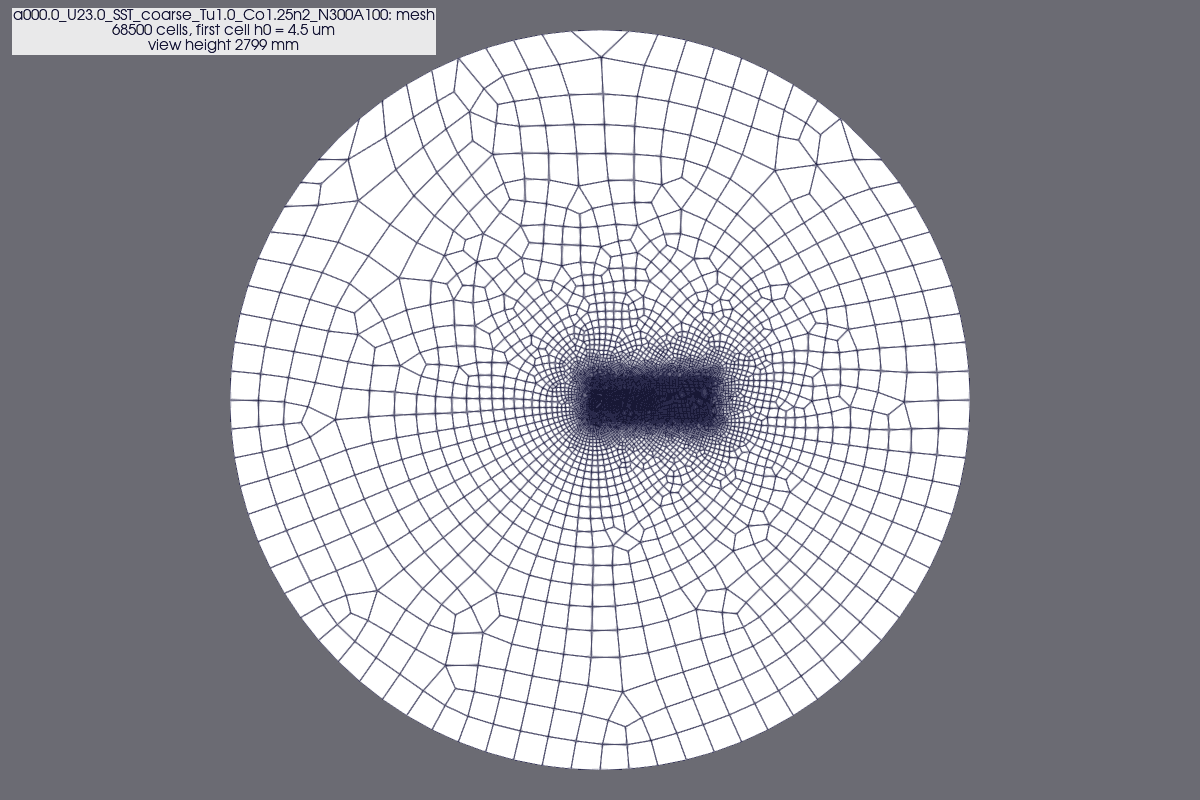 a000.0_U23.0_SST_coarse_Tu1.0_Co1.25n2_N300A100: mesh
68500 cells, first cell h0 = 4.5 um
view height 2799 mm